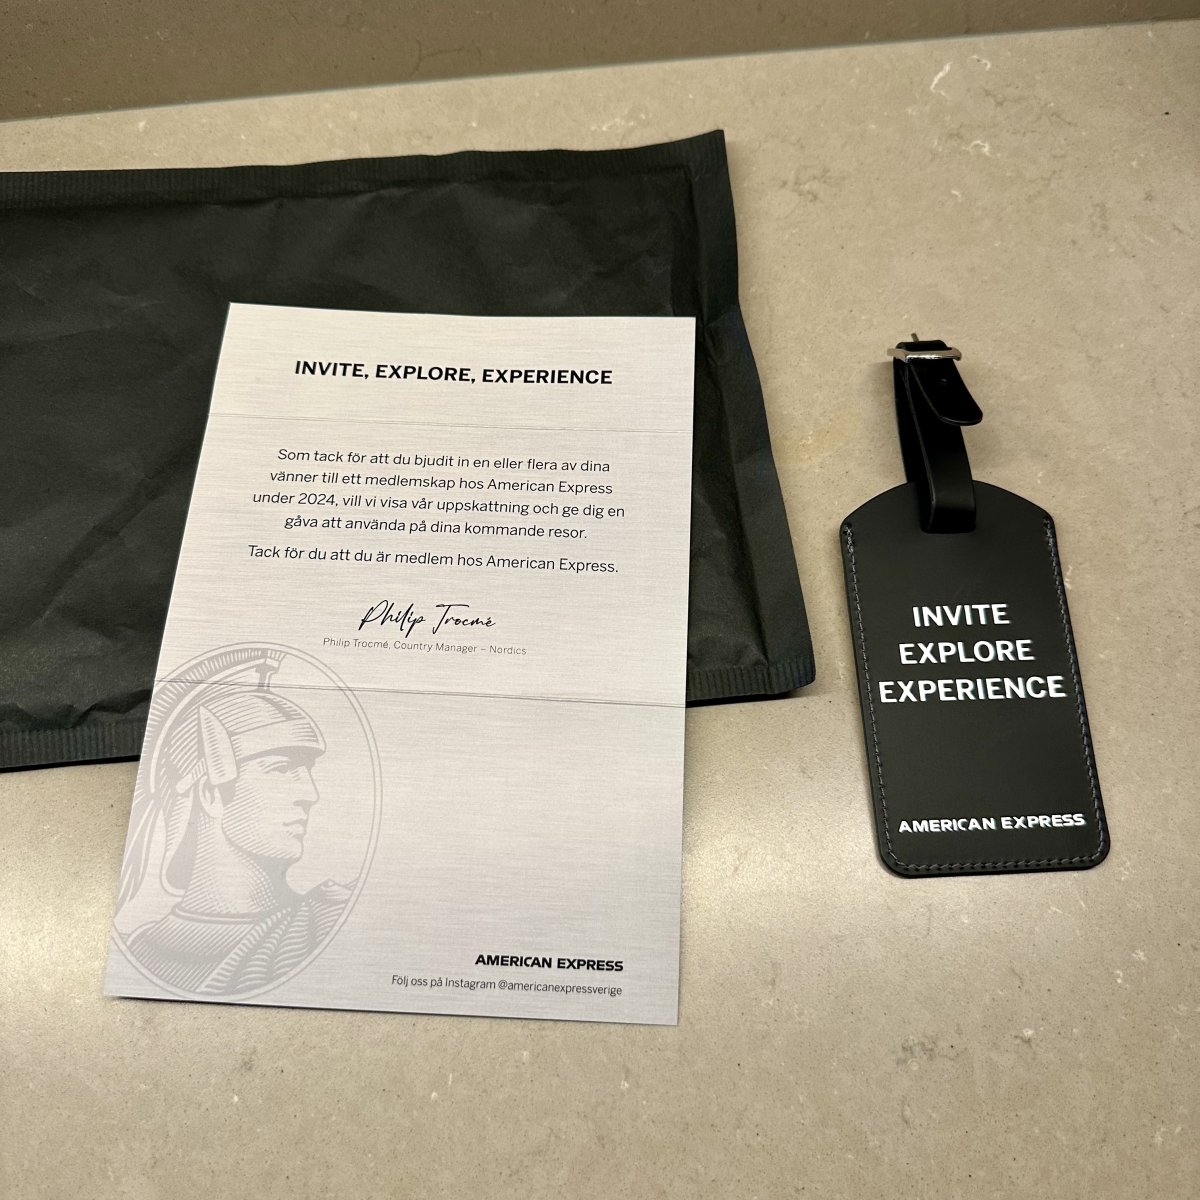 INVITE, EXPLORE, EXPERIENCE
Som tack för att du bjudit in en eller flera av dina
vänner till ett medlemskap hos American Express
under 2024, vill vi visa vår uppskattning och ge dig en
gåva att använda på dina kommande resor.
Tack för du att du är medlem hos American Express.
Philip Trocmé
Philip Trocmé, Country Manager – Nordics
AMERICAN EXPRESS
Följ oss på Instagram @americanexpressverige
INVITE
EXPLORE
EXPERIENCE
AMERICAN EXPRESS